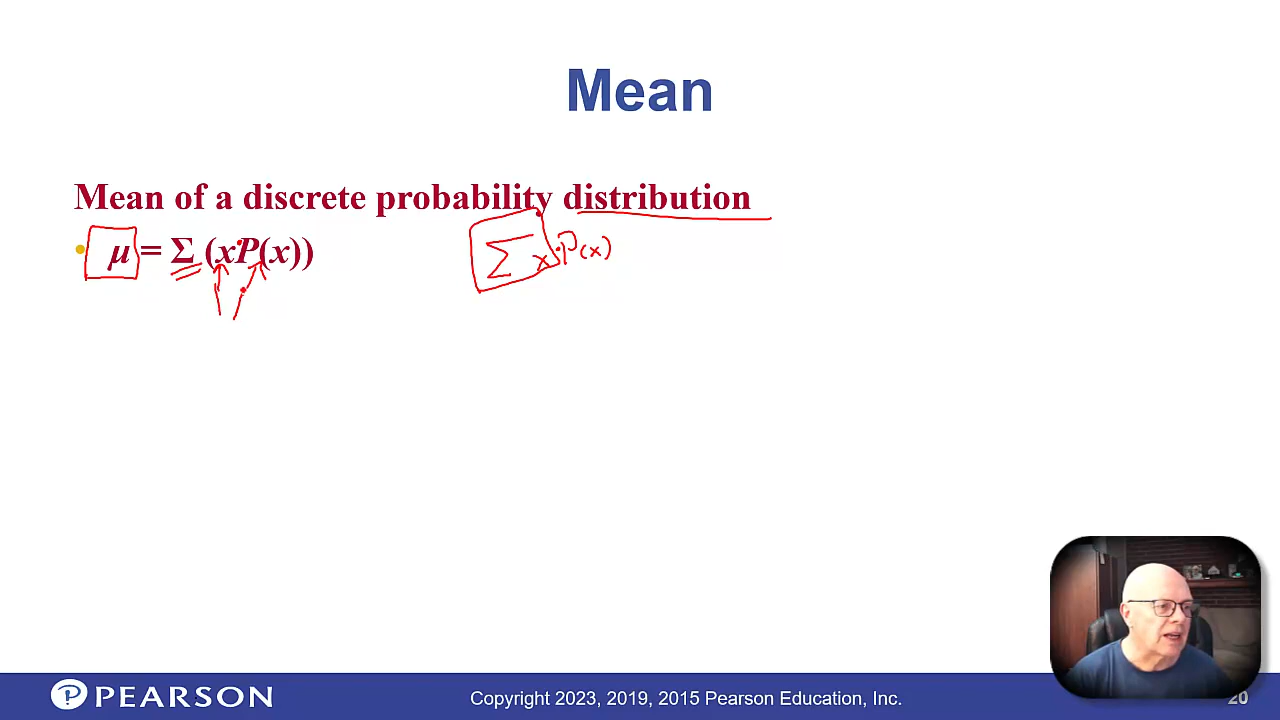 Mean
Mean of a discrete probability distribution
• μ = Σ (xP(x))
Σ x·P(x)
PEARSON
Copyright 2023, 2019, 2015 Pearson Education, Inc.
20